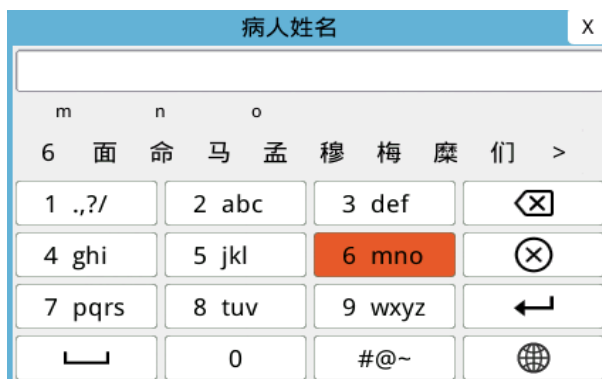 病人姓名 X
m n o
6 面 命 马 孟 穆 梅 糜 们 >
1 .,?/ 2 abc 3 def
4 ghi 5 jkl 6 mno
7 pqrs 8 tuv 9 wxyz
0 #@~